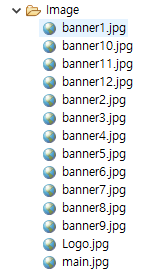 Image
banner1.jpg
banner10.jpg
banner11.jpg
banner12.jpg
banner2.jpg
banner3.jpg
banner4.jpg
banner5.jpg
banner6.jpg
banner7.jpg
banner8.jpg
banner9.jpg
Logo.jpg
main.jpg